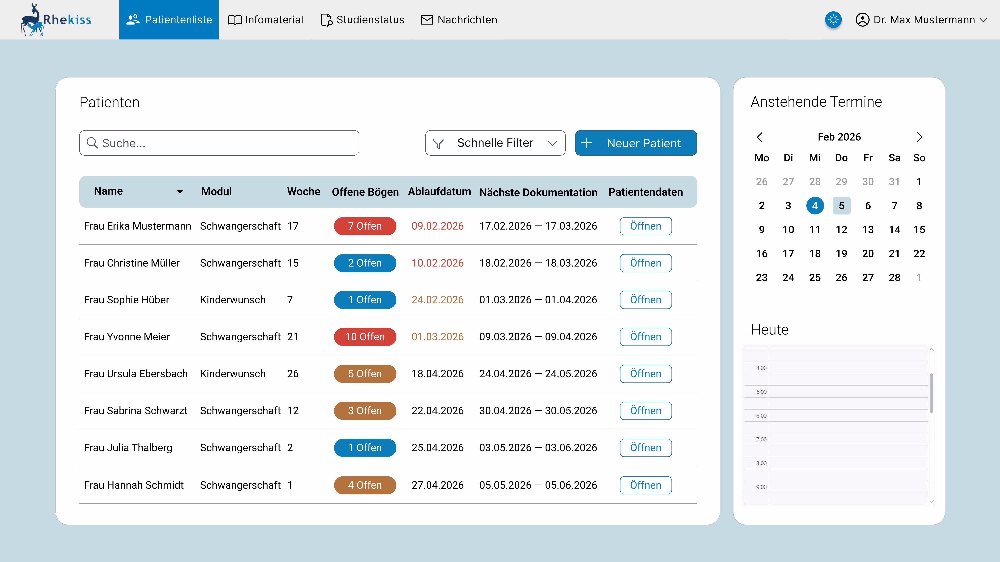 Rhekiss Patientenliste Infomaterial Studienstatus Nachrichten Dr. Max Mustermann
Patienten
Suche... Schnelle Filter Neuer Patient
Name Modul Woche Offene Bögen Ablaufdatum Nächste Dokumentation Patientendaten
Frau Erika Mustermann Schwangerschaft 17 7 Offen 09.02.2026 17.02.2026 — 17.03.2026 Öffnen
Frau Christine Müller Schwangerschaft 15 2 Offen 10.02.2026 18.02.2026 — 18.03.2026 Öffnen
Frau Sophie Hüber Kinderwunsch 7 1 Offen 24.02.2026 01.03.2026 — 01.04.2026 Öffnen
Frau Yvonne Meier Schwangerschaft 21 10 Offen 01.03.2026 09.03.2026 — 09.04.2026 Öffnen
Frau Ursula Ebersbach Kinderwunsch 26 5 Offen 18.04.2026 24.04.2026 — 24.05.2026 Öffnen
Frau Sabrina Schwarzt Schwangerschaft 12 3 Offen 22.04.2026 30.04.2026 — 30.05.2026 Öffnen
Frau Julia Thalberg Schwangerschaft 2 1 Offen 25.04.2026 03.05.2026 — 03.06.2026 Öffnen
Frau Hannah Schmidt Schwangerschaft 1 4 Offen 27.04.2026 05.05.2026 — 05.06.2026 Öffnen
Anstehende Termine
Feb 2026
Mo Di Mi Do Fr Sa So
26 27 28 29 30 31 1
2 3 4 5 6 7 8
9 10 11 12 13 14 15
16 17 18 19 20 21 22
23 24 25 26 27 28 1
Heute
4:00
5:00
6:00
7:00
8:00
9:00